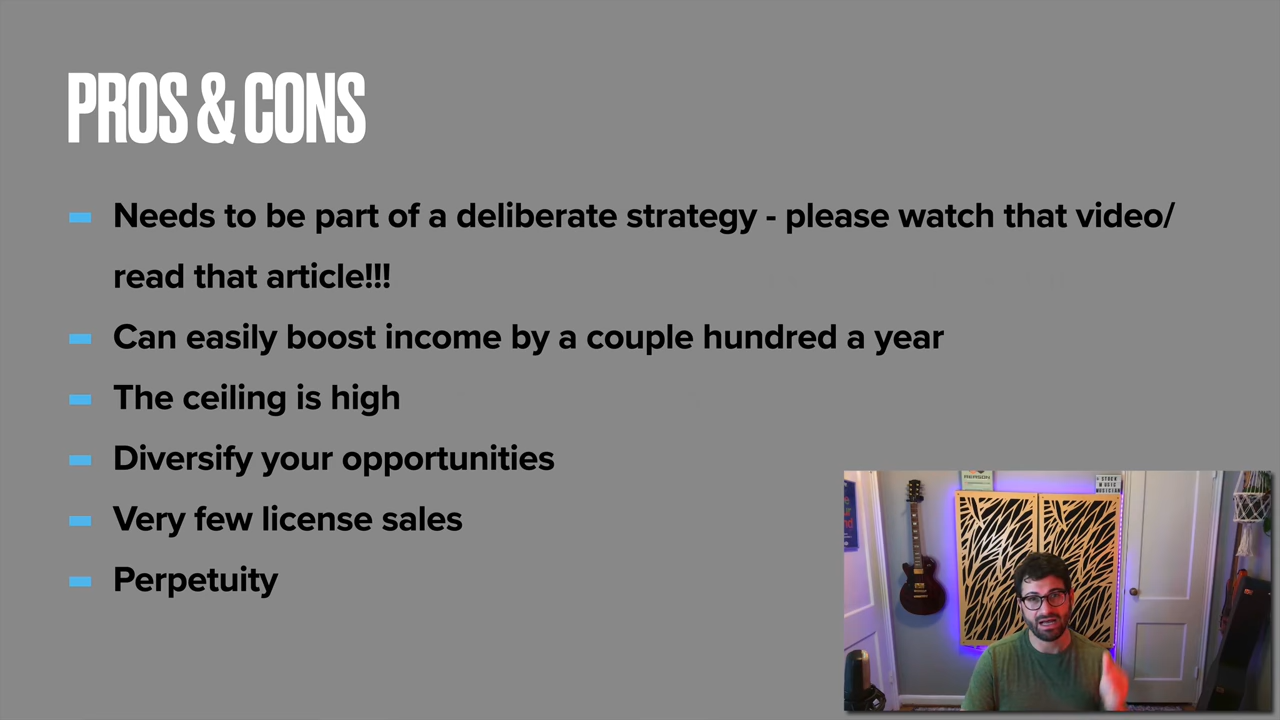 PROS & CONS
Needs to be part of a deliberate strategy - please watch that video/
read that article!!!
Can easily boost income by a couple hundred a year
The ceiling is high
Diversify your opportunities
Very few license sales
Perpetuity